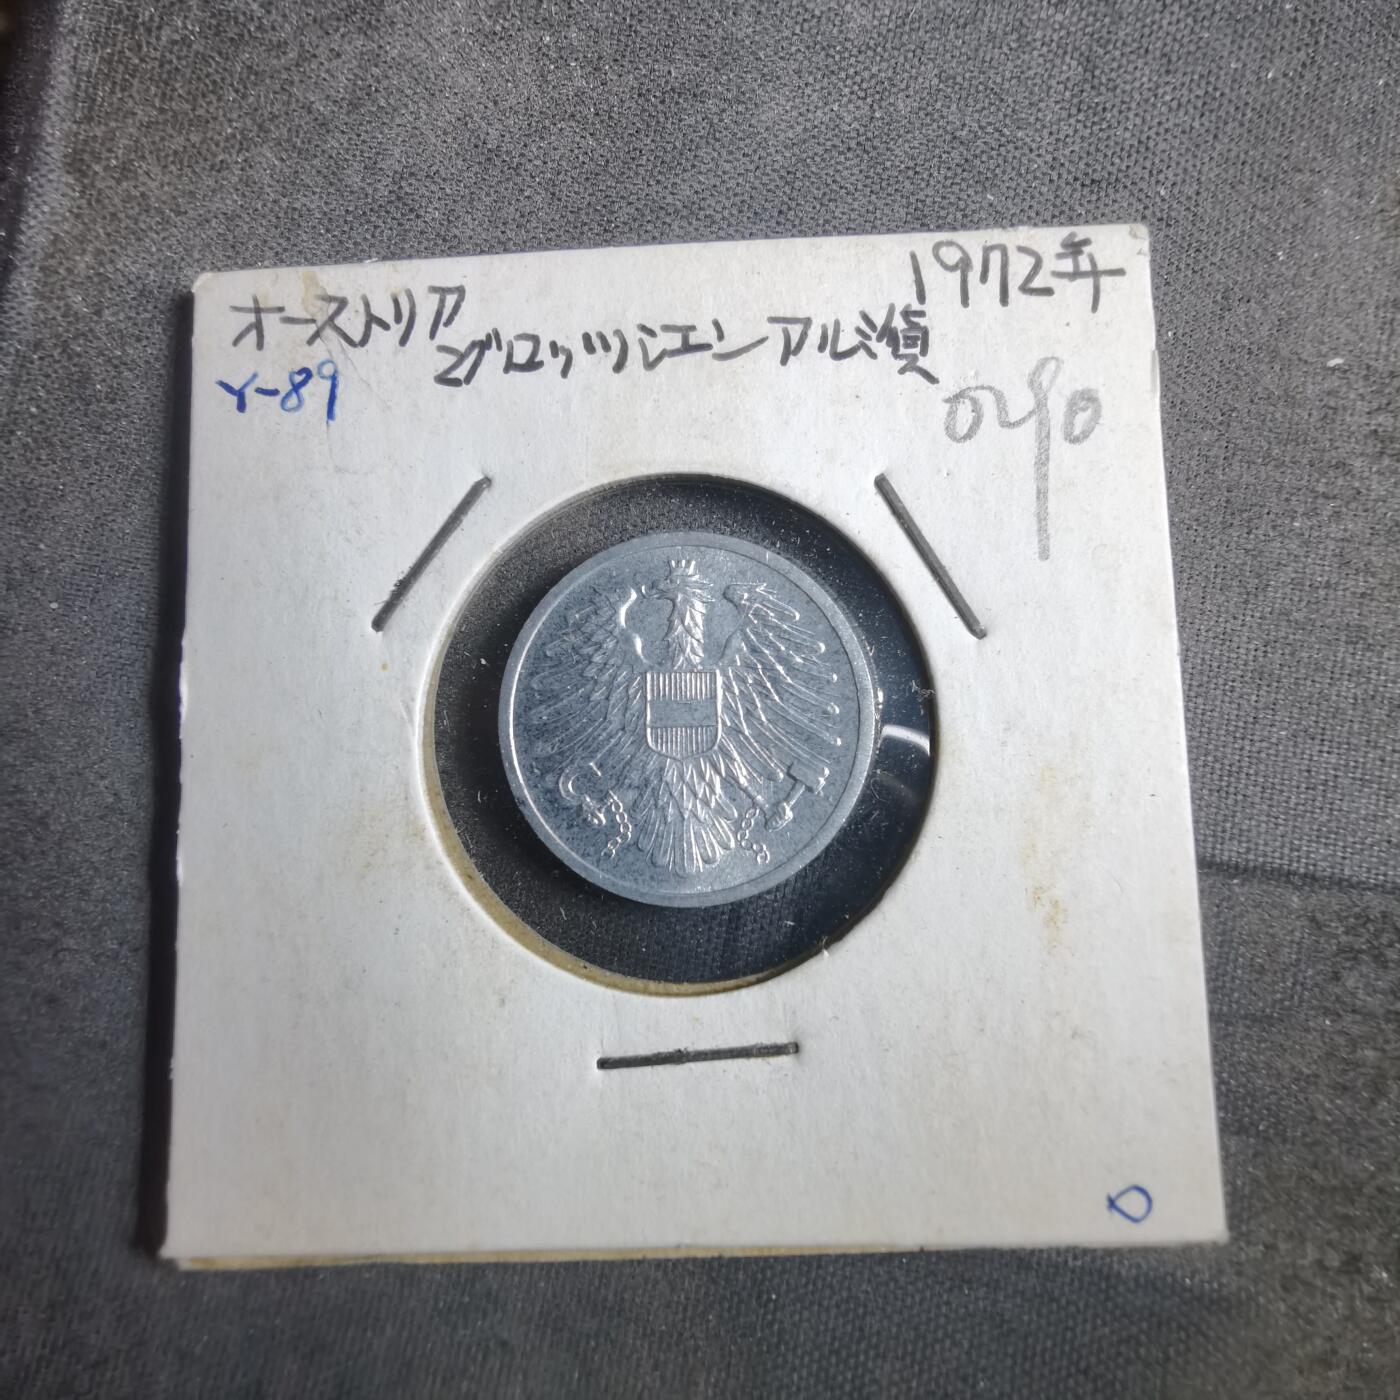 1972年
オーストリア
2グロッシェンアルミ貨
Y-89